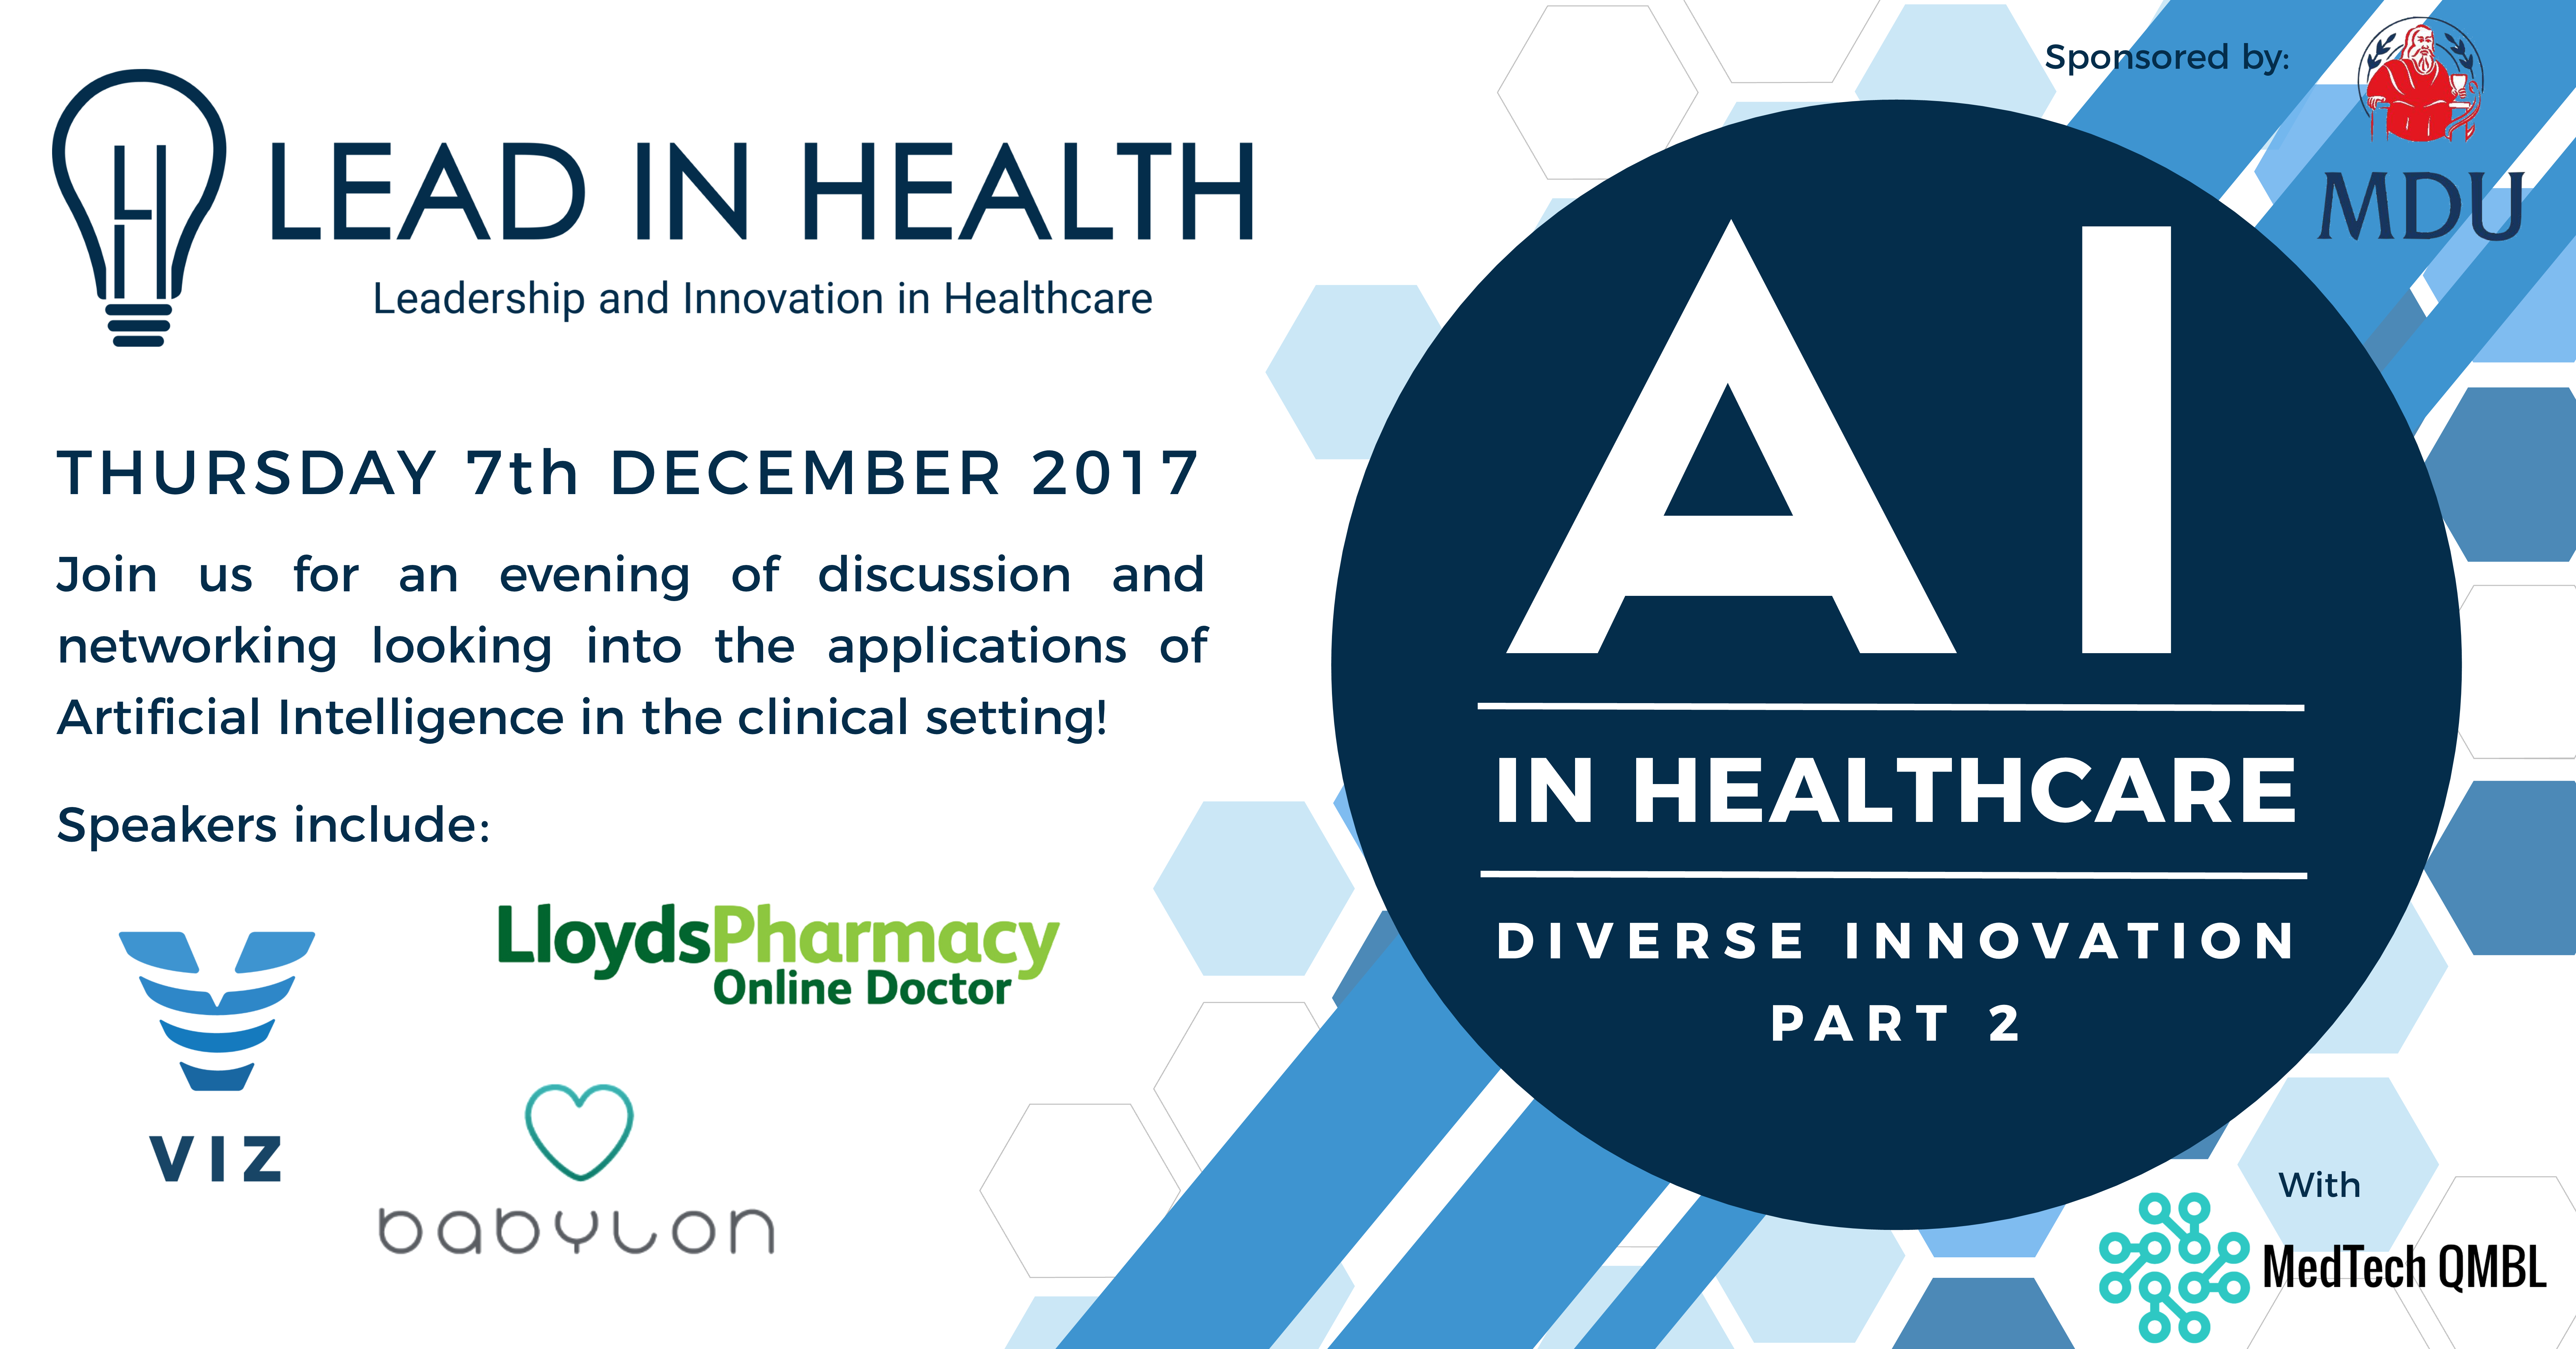 LEAD IN HEALTH
Leadership and Innovation in Healthcare
THURSDAY 7th DECEMBER 2017
Join us for an evening of discussion and
networking looking into the applications of
Artificial Intelligence in the clinical setting!
Speakers include:
VIZ
LloydsPharmacy
Online Doctor
babylon
Sponsored by:
MDU
AI
IN HEALTHCARE
DIVERSE INNOVATION
PART 2
With
MedTech QMBL